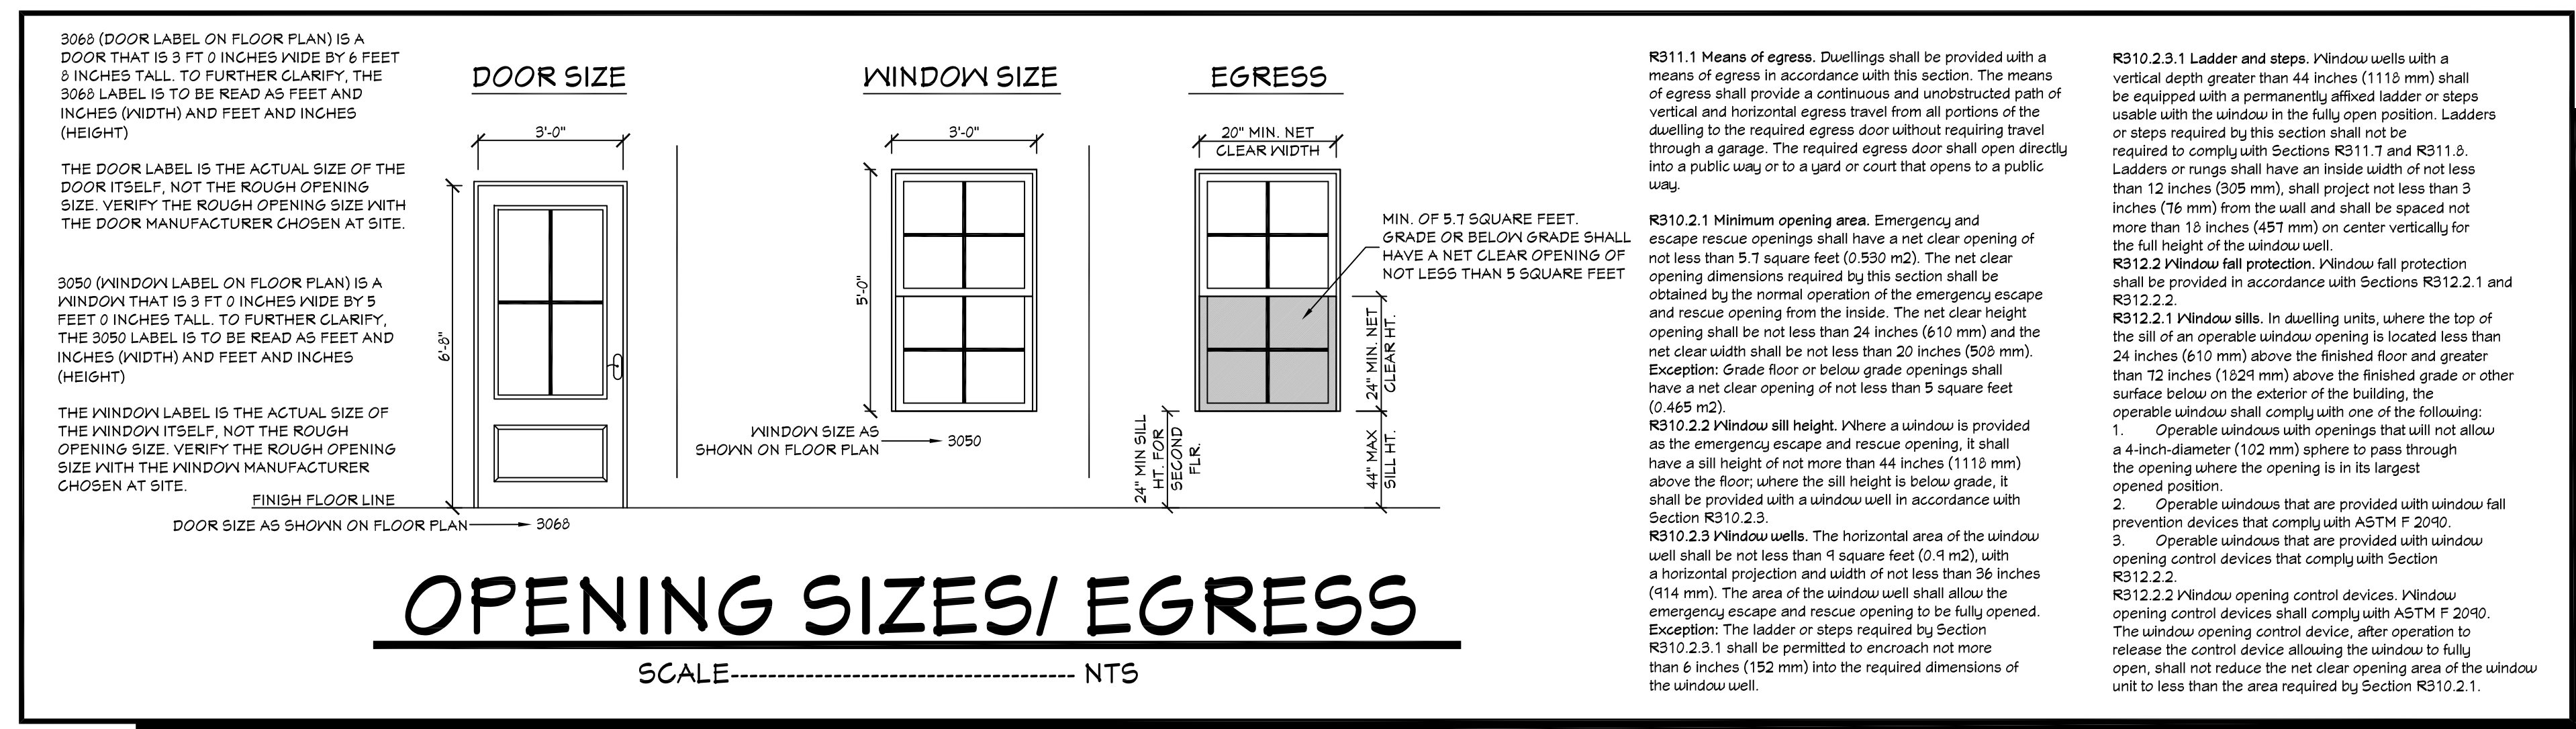 3068 (DOOR LABEL ON FLOOR PLAN) IS A
DOOR THAT IS 3 FT 0 INCHES WIDE BY 6 FEET
8 INCHES TALL. TO FURTHER CLARIFY, THE
3068 LABEL IS TO BE READ AS FEET AND
INCHES (WIDTH) AND FEET AND INCHES
(HEIGHT)
THE DOOR LABEL IS THE ACTUAL SIZE OF THE
DOOR ITSELF, NOT THE ROUGH OPENING
SIZE. VERIFY THE ROUGH OPENING SIZE WITH
THE DOOR MANUFACTURER CHOSEN AT SITE.
3050 (WINDOW LABEL ON FLOOR PLAN) IS A
WINDOW THAT IS 3 FT 0 INCHES WIDE BY 5
FEET 0 INCHES TALL. TO FURTHER CLARIFY,
THE 3050 LABEL IS TO BE READ AS FEET AND
INCHES (WIDTH) AND FEET AND INCHES
(HEIGHT)
THE WINDOW LABEL IS THE ACTUAL SIZE OF
THE WINDOW ITSELF, NOT THE ROUGH
OPENING SIZE. VERIFY THE ROUGH OPENING
SIZE WITH THE WINDOW MANUFACTURER
CHOSEN AT SITE.
FINISH FLOOR LINE
DOOR SIZE AS SHOWN ON FLOOR PLAN
3068
DOOR SIZE
3'-0"
6'-8"
WINDOW SIZE
3'-0"
5'-0"
WINDOW SIZE AS
SHOWN ON FLOOR PLAN
3050
EGRESS
20" MIN. NET
CLEAR WIDTH
MIN. OF 5.7 SQUARE FEET.
GRADE OR BELOW GRADE SHALL
HAVE A NET CLEAR OPENING OF
NOT LESS THAN 5 SQUARE FEET
24" MIN. NET
CLEAR HT.
24" MIN SILL
HT. FOR
SECOND
FLR.
44" MAX
SILL HT.
OPENING SIZES/ EGRESS
SCALE------------------------------------- NTS
R311.1 Means of egress. Dwellings shall be provided with a
means of egress in accordance with this section. The means
of egress shall provide a continuous and unobstructed path of
vertical and horizontal egress travel from all portions of the
dwelling to the required egress door without requiring travel
through a garage. The required egress door shall open directly
into a public way or to a yard or court that opens to a public
way.
R310.2.1 Minimum opening area. Emergency and
escape rescue openings shall have a net clear opening of
not less than 5.7 square feet (0.530 m2). The net clear
opening dimensions required by this section shall be
obtained by the normal operation of the emergency escape
and rescue opening from the inside. The net clear height
opening shall be not less than 24 inches (610 mm) and the
net clear width shall be not less than 20 inches (508 mm).
Exception: Grade floor or below grade openings shall
have a net clear opening of not less than 5 square feet
(0.465 m2).
R310.2.2 Window sill height. Where a window is provided
as the emergency escape and rescue opening, it shall
have a sill height of not more than 44 inches (1118 mm)
above the floor; where the sill height is below grade, it
shall be provided with a window well in accordance with
Section R310.2.3.
R310.2.3 Window wells. The horizontal area of the window
well shall be not less than 9 square feet (0.9 m2), with
a horizontal projection and width of not less than 36 inches
(914 mm). The area of the window well shall allow the
emergency escape and rescue opening to be fully opened.
Exception: The ladder or steps required by Section
R310.2.3.1 shall be permitted to encroach not more
than 6 inches (152 mm) into the required dimensions of
the window well.
R310.2.3.1 Ladder and steps. Window wells with a
vertical depth greater than 44 inches (1118 mm) shall
be equipped with a permanently affixed ladder or steps
usable with the window in the fully open position. Ladders
or steps required by this section shall not be
required to comply with Sections R311.7 and R311.8.
Ladders or rungs shall have an inside width of not less
than 12 inches (305 mm), shall project not less than 3
inches (76 mm) from the wall and shall be spaced not
more than 18 inches (457 mm) on center vertically for
the full height of the window well.
R312.2 Window fall protection. Window fall protection
shall be provided in accordance with Sections R312.2.1 and
R312.2.2.
R312.2.1 Window sills. In dwelling units, where the top of
the sill of an operable window opening is located less than
24 inches (610 mm) above the finished floor and greater
than 72 inches (1829 mm) above the finished grade or other
surface below on the exterior of the building, the
operable window shall comply with one of the following:
1. Operable windows with openings that will not allow
a 4-inch-diameter (102 mm) sphere to pass through
the opening where the opening is in its largest
opened position.
2. Operable windows that are provided with window fall
prevention devices that comply with ASTM F 2090.
3. Operable windows that are provided with window
opening control devices that comply with Section
R312.2.2.
R312.2.2 Window opening control devices. Window
opening control devices shall comply with ASTM F 2090.
The window opening control device, after operation to
release the control device allowing the window to fully
open, shall not reduce the net clear opening area of the window
unit to less than the area required by Section R310.2.1.